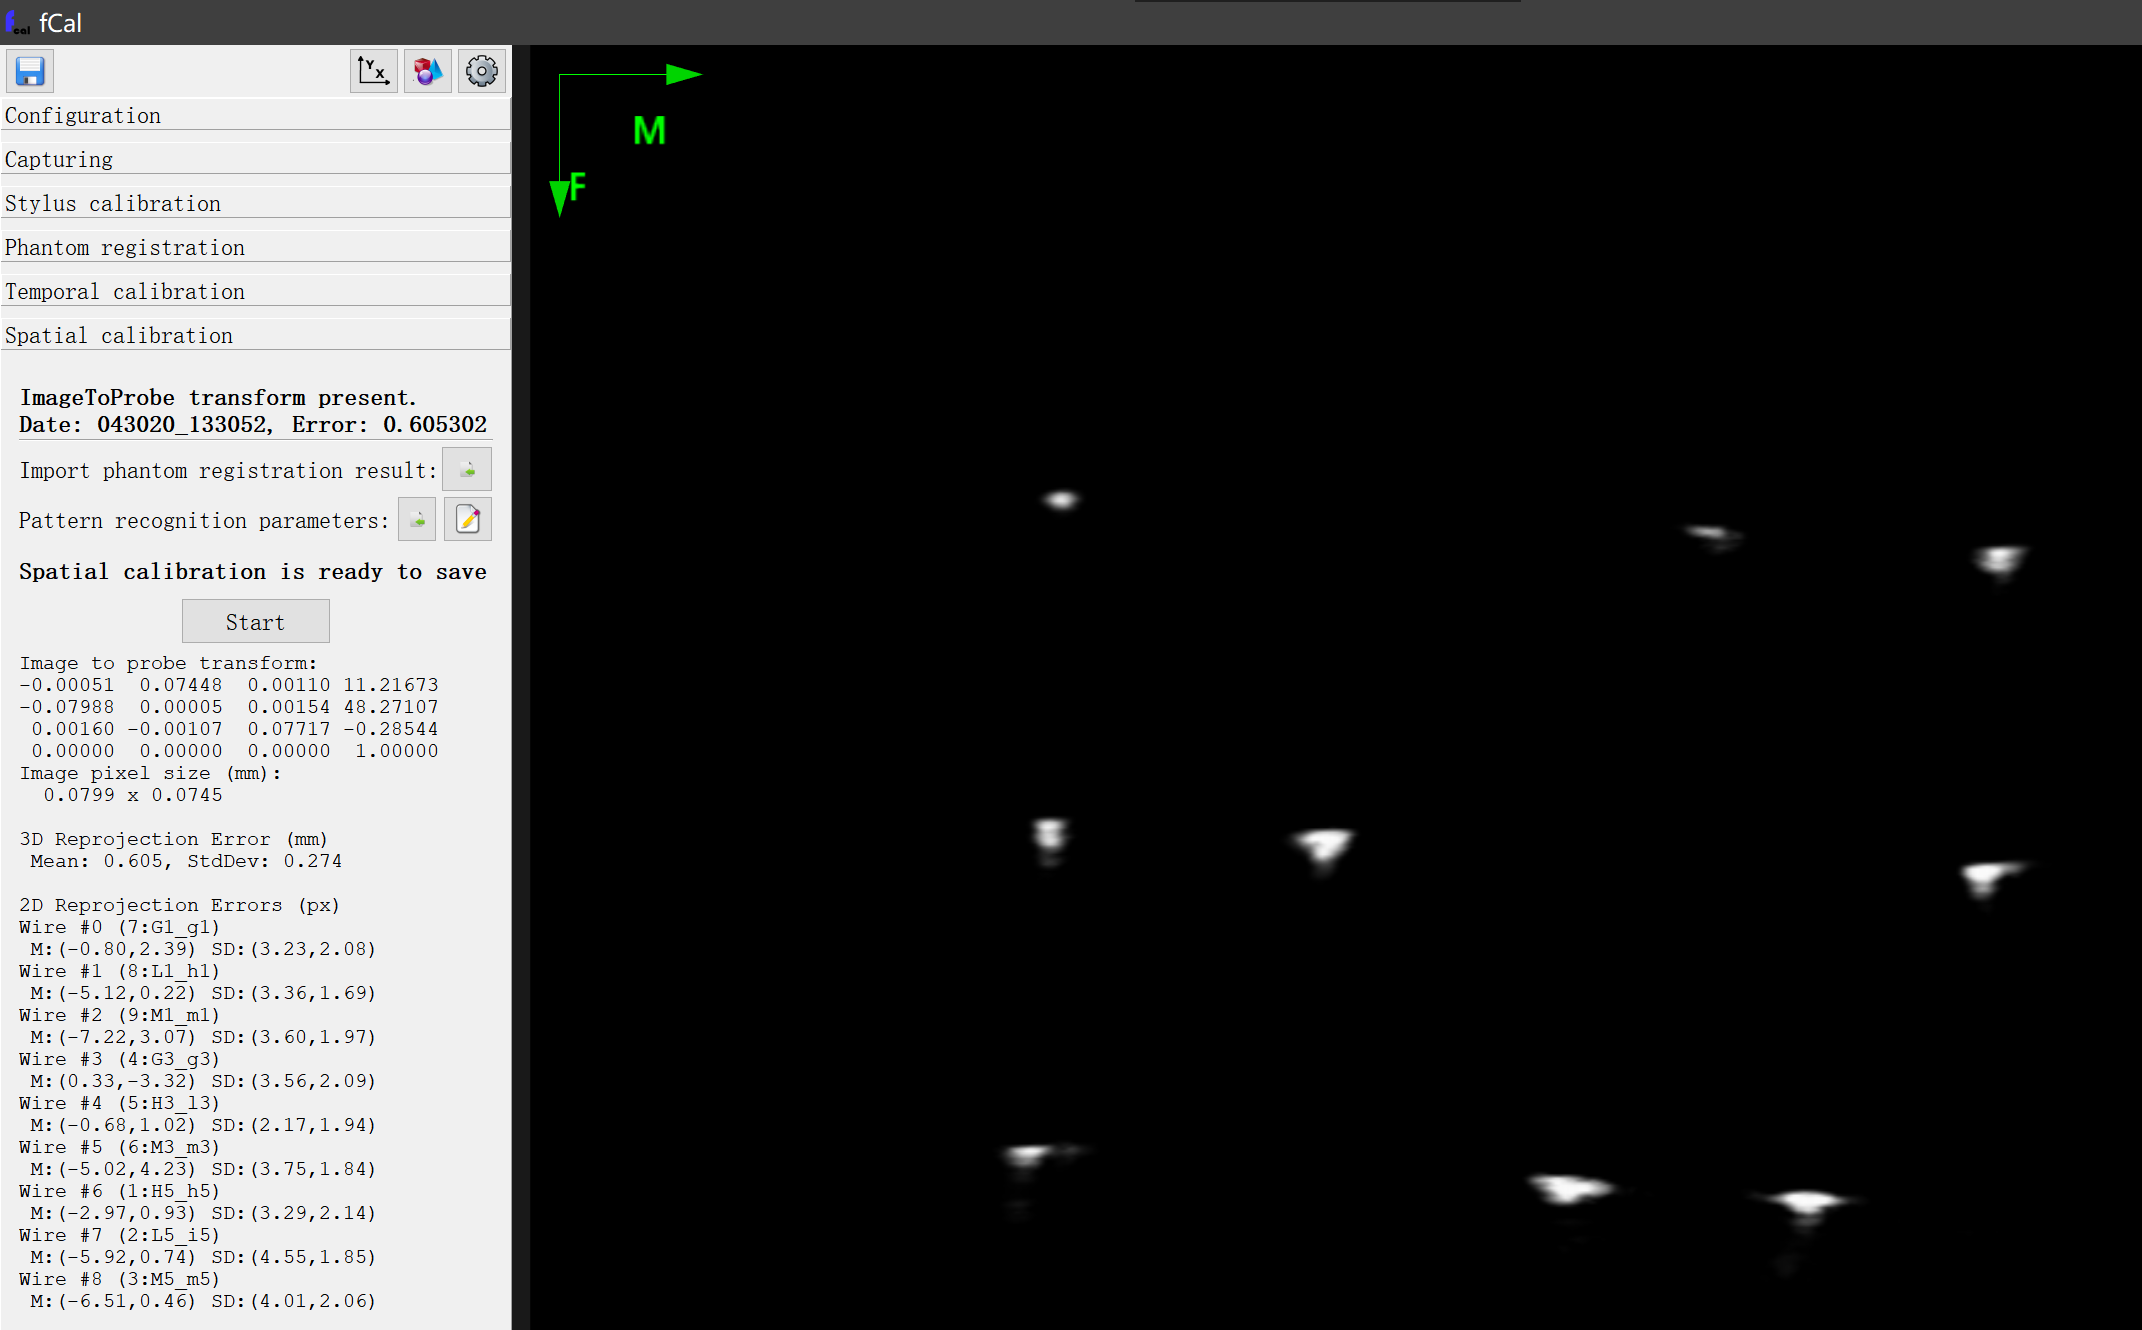 fCal
Configuration
Capturing
Stylus calibration
Phantom registration
Temporal calibration
Spatial calibration
ImageToProbe transform present.
Date: 043020_133052, Error: 0.605302
Import phantom registration result:
Pattern recognition parameters:
Spatial calibration is ready to save
Start
Image to probe transform:
-0.00051 0.07448 0.00110 11.21673
-0.07988 0.00005 0.00154 48.27107
0.00160 -0.00107 0.07717 -0.28544
0.00000 0.00000 0.00000 1.00000
Image pixel size (mm):
0.0799 x 0.0745
3D Reprojection Error (mm)
Mean: 0.605, StdDev: 0.274
2D Reprojection Errors (px)
Wire #0 (7:G1_g1)
M:(-0.80,2.39) SD:(3.23,2.08)
Wire #1 (8:L1_h1)
M:(-5.12,0.22) SD:(3.36,1.69)
Wire #2 (9:M1_m1)
M:(-7.22,3.07) SD:(3.60,1.97)
Wire #3 (4:G3_g3)
M:(0.33,-3.32) SD:(3.56,2.09)
Wire #4 (5:H3_l3)
M:(-0.68,1.02) SD:(2.17,1.94)
Wire #5 (6:M3_m3)
M:(-5.02,4.23) SD:(3.75,1.84)
Wire #6 (1:H5_h5)
M:(-2.97,0.93) SD:(3.29,2.14)
Wire #7 (2:L5_i5)
M:(-5.92,0.74) SD:(4.55,1.85)
Wire #8 (3:M5_m5)
M:(-6.51,0.46) SD:(4.01,2.06)
M
F